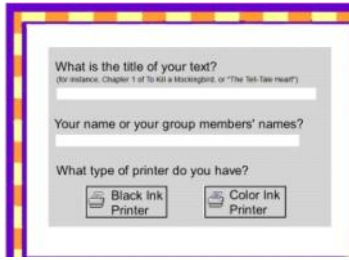 What is the title of your text?
(for instance, Chapter 1 of To Kill a Mockingbird, or "The Tell-Tale Heart")
Your name or your group members' names?
What type of printer do you have?
Black Ink Printer
Color Ink Printer